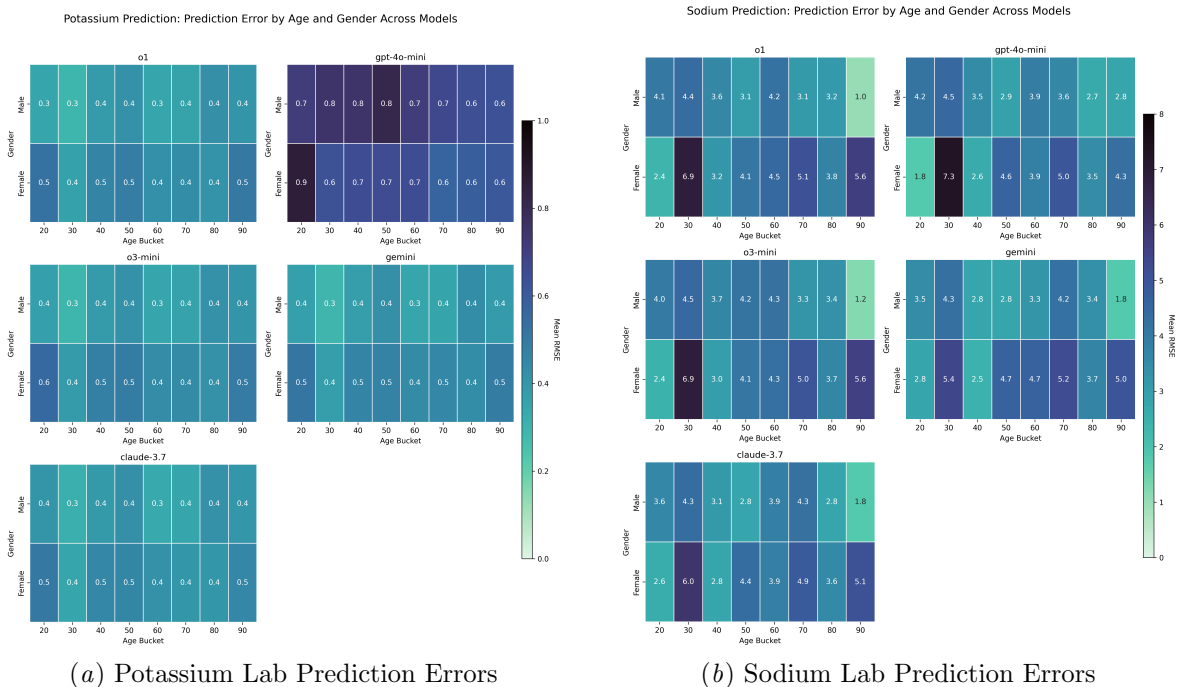 Potassium Prediction: Prediction Error by Age and Gender Across Models
o1
Male
0.3 0.3 0.4 0.4 0.3 0.4 0.4 0.4
Gender
Female
0.5 0.4 0.4 0.4 0.4 0.4 0.4 0.5
20 30 40 50 60 70 80 90
Age Bucket
gpt-4o-mini
0.7 0.8 0.8 0.8 0.7 0.7 0.6 0.6
0.9 0.6 0.7 0.7 0.7 0.6 0.6 0.6
20 30 40 50 60 70 80 90
Age Bucket
o3-mini
Male
0.4 0.3 0.4 0.4 0.3 0.4 0.4 0.4
Gender
Female
0.6 0.4 0.5 0.5 0.4 0.4 0.4 0.5
20 30 40 50 60 70 80 90
Age Bucket
gemini
Male
0.4 0.3 0.4 0.4 0.3 0.4 0.4 0.4
Gender
Female
0.5 0.4 0.5 0.5 0.4 0.4 0.4 0.5
20 30 40 50 60 70 80 90
Age Bucket
claude-3.7
Male
0.4 0.3 0.4 0.4 0.3 0.4 0.4 0.4
Gender
Female
0.5 0.4 0.5 0.5 0.4 0.4 0.4 0.5
20 30 40 50 60 70 80 90
Age Bucket
1.0
0.8
0.6
0.4
0.2
0.0
Mean RMSE
(a) Potassium Lab Prediction Errors
Sodium Prediction: Prediction Error by Age and Gender Across Models
o1
Male
4.1 4.4 3.6 3.1 4.2 3.1 3.2 1.0
Gender
Female
2.4 6.9 3.2 4.1 4.5 5.1 3.8 5.6
20 30 40 50 60 70 80 90
Age Bucket
gpt-4o-mini
Male
4.2 4.5 3.5 2.9 3.9 3.6 2.7 2.8
Gender
Female
1.8 7.3 2.6 4.6 3.9 5.0 3.5 4.3
20 30 40 50 60 70 80 90
Age Bucket
o3-mini
Male
4.0 4.5 3.7 4.2 4.3 3.3 3.4 1.2
Gender
Female
2.4 6.9 3.0 4.1 4.3 5.0 3.7 5.6
20 30 40 50 60 70 80 90
Age Bucket
gemini
Male
3.5 4.3 2.8 2.8 3.3 4.2 3.4 1.8
Gender
Female
2.8 5.4 2.5 4.7 4.7 5.2 3.7 5.0
20 30 40 50 60 70 80 90
Age Bucket
claude-3.7
Male
3.6 4.3 3.1 2.8 3.9 4.3 2.8 1.8
Gender
Female
2.6 6.0 2.8 4.4 3.9 4.9 3.6 5.1
20 30 40 50 60 70 80 90
Age Bucket
8
7
6
5
4
3
2
1
0
Mean RMSE
(b) Sodium Lab Prediction Errors